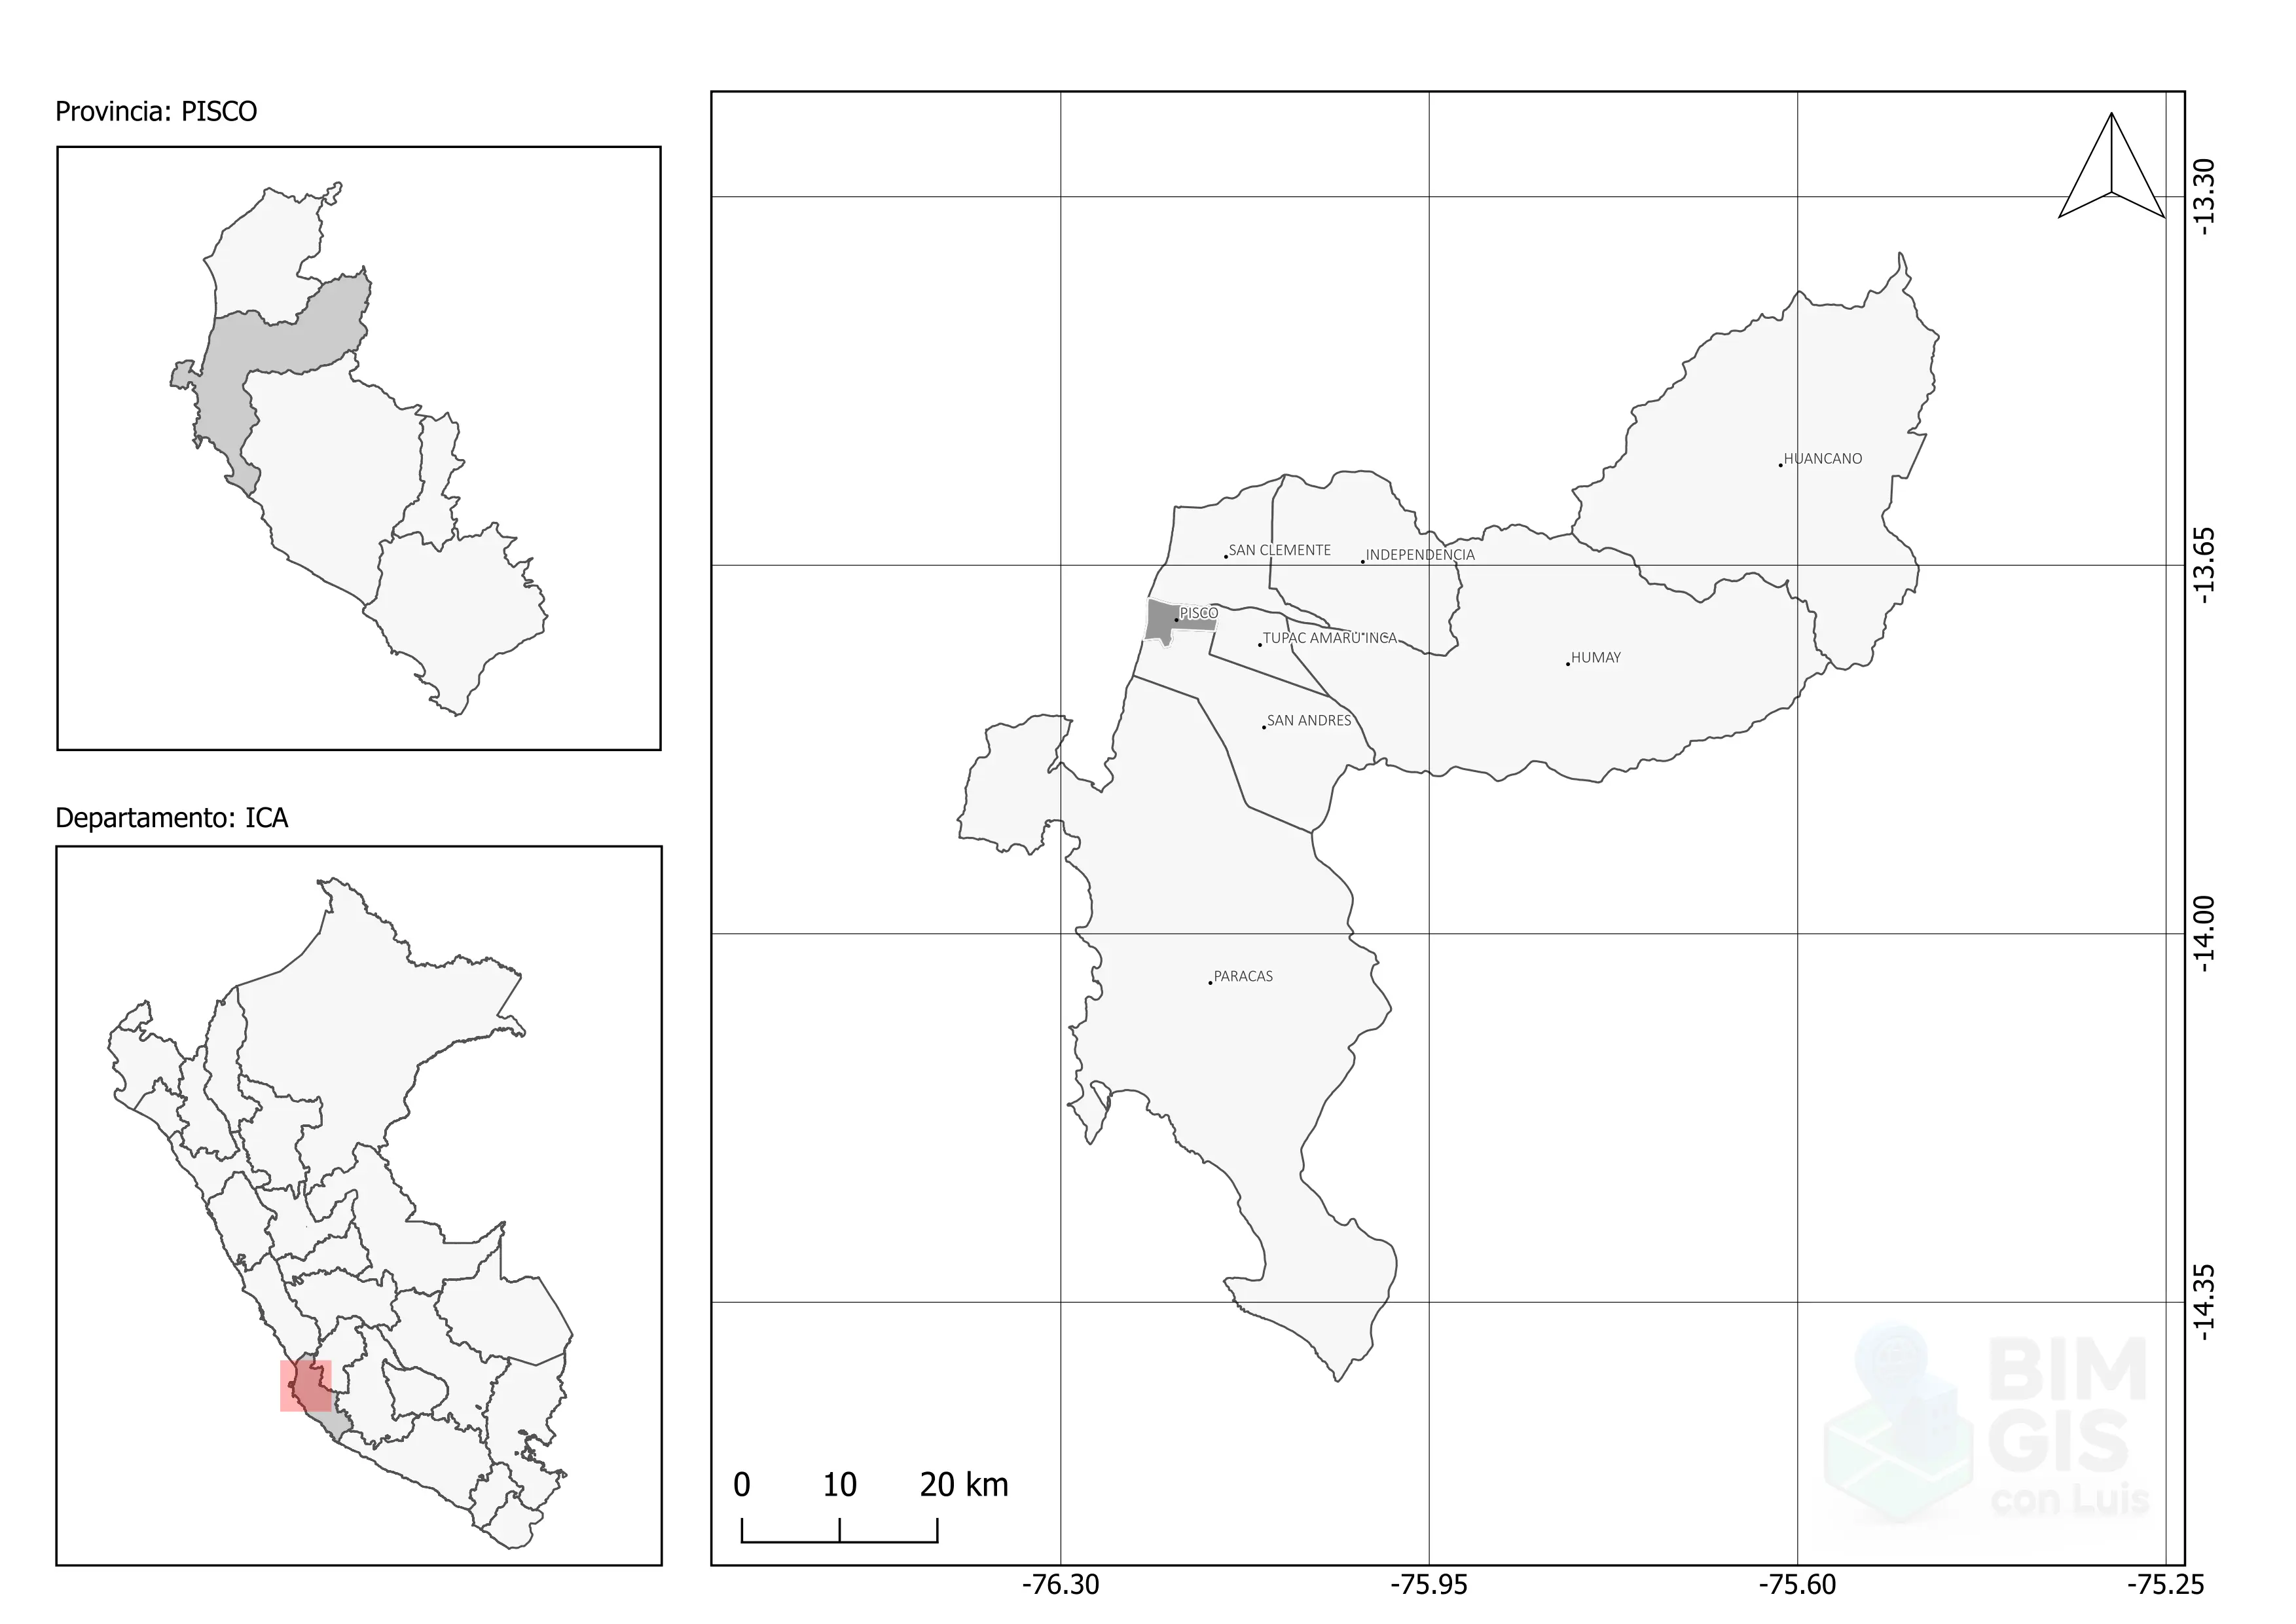 Provincia: PISCO
Departamento: ICA
HUANCANO
SAN CLEMENTE
INDEPENDENCIA
PISCO
TUPAC AMARU INCA
HUMAY
SAN ANDRES
PARACAS
-13.30
-13.65
-14.00
-14.35
BIM
GIS
con Luis
0 10 20 km
-76.30 -75.95 -75.60 -75.25